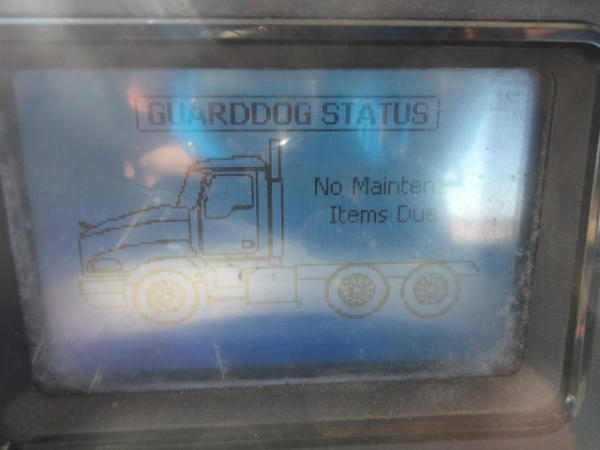 GUARDDOG STATUS
No Mainten
Items Due